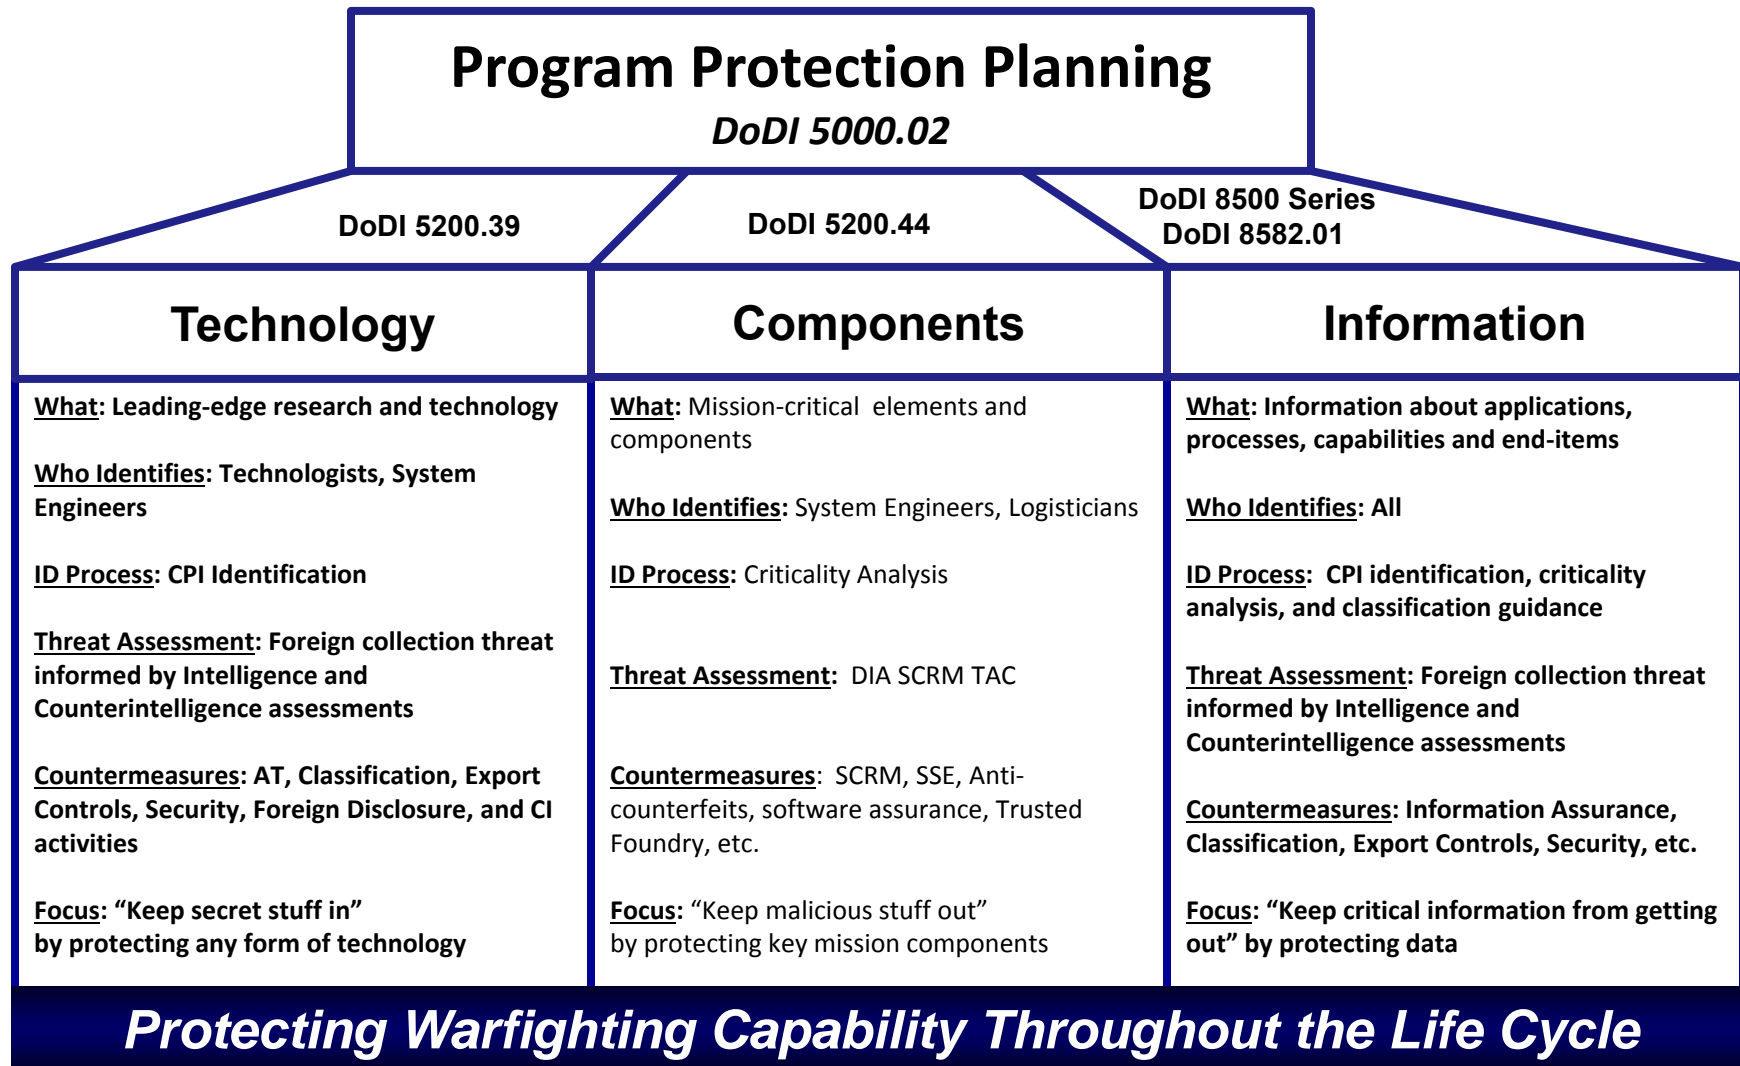 Program Protection Planning
DoDI 5000.02
DoDI 5200.39
DoDI 5200.44
DoDI 8500 Series
DoDI 8582.01
Technology
What: Leading-edge research and technology
Who Identifies: Technologists, System
Engineers
ID Process: CPI Identification
Threat Assessment: Foreign collection threat
informed by Intelligence and
Counterintelligence assessments
Countermeasures: AT, Classification, Export
Controls, Security, Foreign Disclosure, and CI
activities
Focus: “Keep secret stuff in”
by protecting any form of technology
Components
What: Mission-critical elements and
components
Who Identifies: System Engineers, Logisticians
ID Process: Criticality Analysis
Threat Assessment: DIA SCRM TAC
Countermeasures: SCRM, SSE, Anti-
counterfeits, software assurance, Trusted
Foundry, etc.
Focus: “Keep malicious stuff out”
by protecting key mission components
Information
What: Information about applications,
processes, capabilities and end-items
Who Identifies: All
ID Process: CPI identification, criticality
analysis, and classification guidance
Threat Assessment: Foreign collection threat
informed by Intelligence and
Counterintelligence assessments
Countermeasures: Information Assurance,
Classification, Export Controls, Security, etc.
Focus: “Keep critical information from getting
out” by protecting data
Protecting Warfighting Capability Throughout the Life Cycle